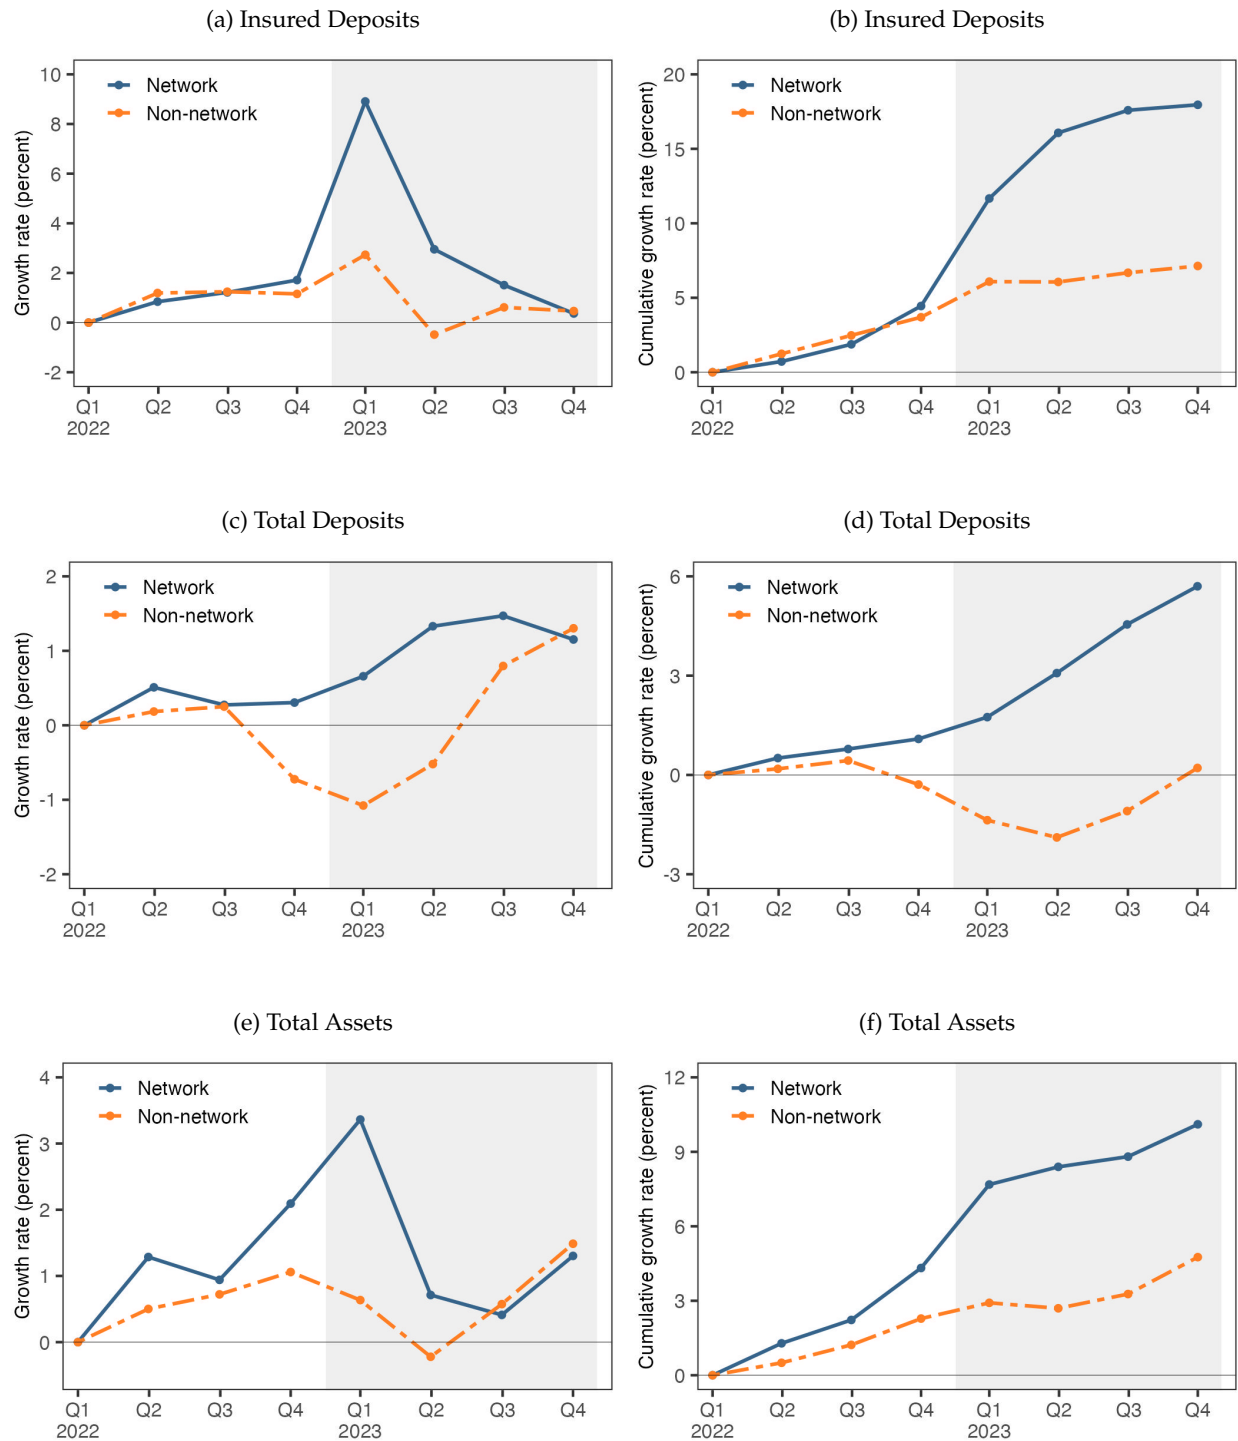 (a) Insured Deposits
Growth rate (percent)
10
8
6
4
2
0
-2
Network
Non-network
Q1 Q2 Q3 Q4 Q1 Q2 Q3 Q4
2022 2023
(b) Insured Deposits
Cumulative growth rate (percent)
20
15
10
5
0
Network
Non-network
Q1 Q2 Q3 Q4 Q1 Q2 Q3 Q4
2022 2023
(c) Total Deposits
Growth rate (percent)
2
1
0
-1
-2
Network
Non-network
Q1 Q2 Q3 Q4 Q1 Q2 Q3 Q4
2022 2023
(d) Total Deposits
Cumulative growth rate (percent)
6
3
0
-3
Network
Non-network
Q1 Q2 Q3 Q4 Q1 Q2 Q3 Q4
2022 2023
(e) Total Assets
Growth rate (percent)
4
3
2
1
0
Network
Non-network
Q1 Q2 Q3 Q4 Q1 Q2 Q3 Q4
2022 2023
(f) Total Assets
Cumulative growth rate (percent)
12
9
6
3
0
Network
Non-network
Q1 Q2 Q3 Q4 Q1 Q2 Q3 Q4
2022 2023